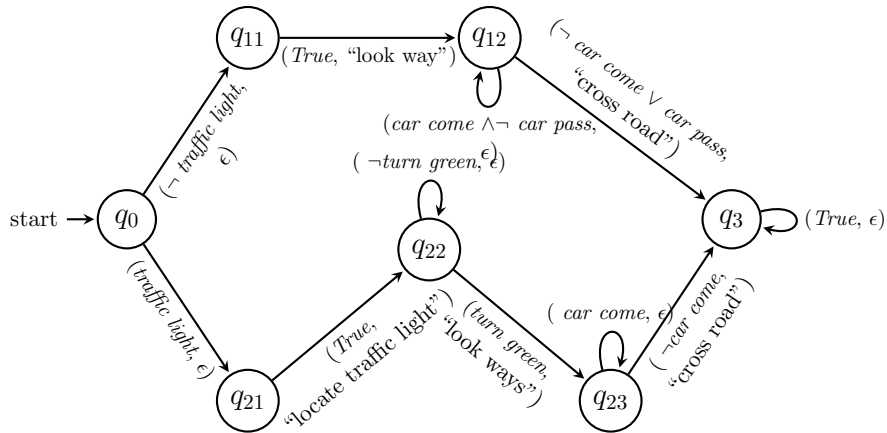 q11
(True, “look way”)
q12
(¬ car come ∨ car pass,
“cross road”)
(¬ traffic light,
ϵ)
(car come ∧¬ car pass,
ϵ)
( ¬turn green, ϵ)
start
q0
q22
q3
(True, ϵ)
(traffic light, ϵ)
(True,
“locate traffic light”)
(turn green,
“look ways”)
( car come, ϵ)
(¬car come,
“cross road”)
q21
q23